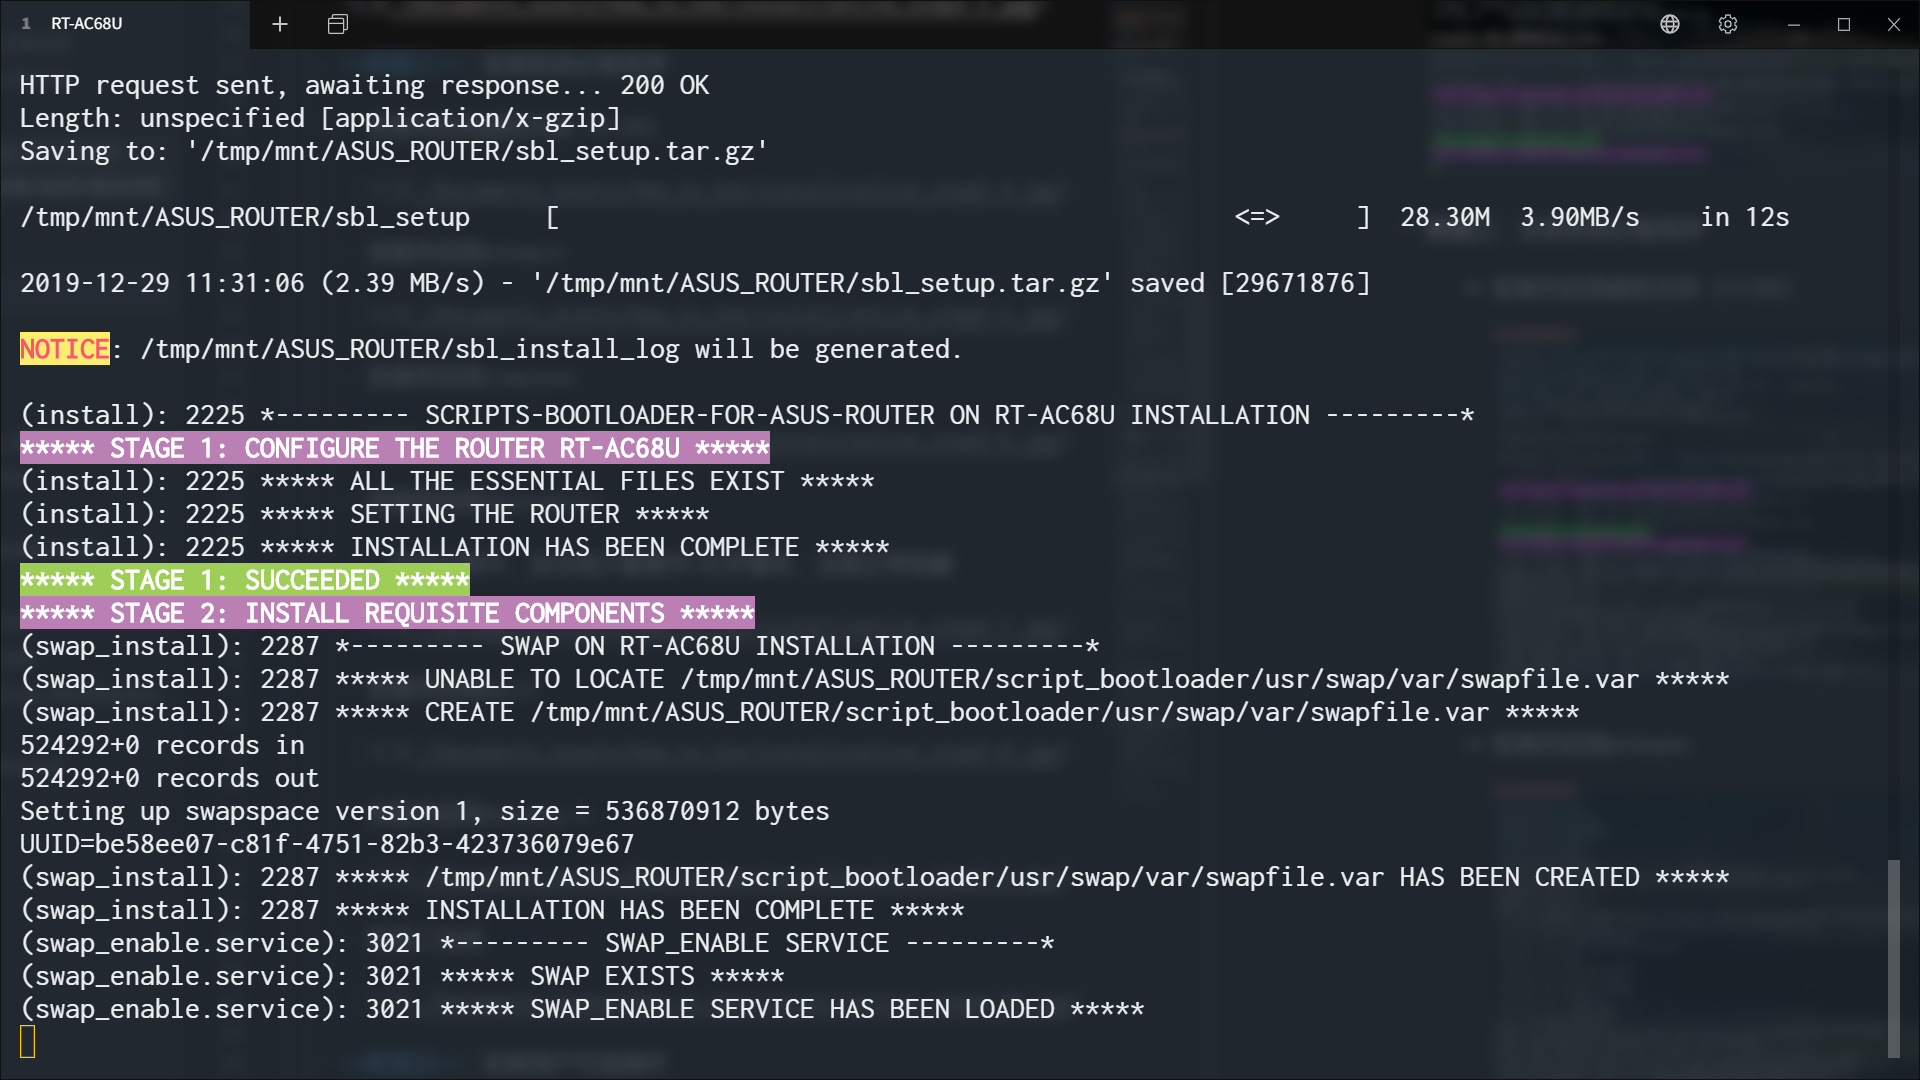 1 RT-AC68U
HTTP request sent, awaiting response... 200 OK
Length: unspecified [application/x-gzip]
Saving to: '/tmp/mnt/ASUS_ROUTER/sbl_setup.tar.gz'
/tmp/mnt/ASUS_ROUTER/sbl_setup [ <=> ] 28.30M 3.90MB/s in 12s
2019-12-29 11:31:06 (2.39 MB/s) - '/tmp/mnt/ASUS_ROUTER/sbl_setup.tar.gz' saved [29671876]
NOTICE: /tmp/mnt/ASUS_ROUTER/sbl_install_log will be generated.
(install): 2225 *--------- SCRIPTS-BOOTLOADER-FOR-ASUS-ROUTER ON RT-AC68U INSTALLATION ---------*
***** STAGE 1: CONFIGURE THE ROUTER RT-AC68U *****
(install): 2225 ***** ALL THE ESSENTIAL FILES EXIST *****
(install): 2225 ***** SETTING THE ROUTER *****
(install): 2225 ***** INSTALLATION HAS BEEN COMPLETE *****
***** STAGE 1: SUCCEEDED *****
***** STAGE 2: INSTALL REQUISITE COMPONENTS *****
(swap_install): 2287 *--------- SWAP ON RT-AC68U INSTALLATION ---------*
(swap_install): 2287 ***** UNABLE TO LOCATE /tmp/mnt/ASUS_ROUTER/script_bootloader/usr/swap/var/swapfile.var *****
(swap_install): 2287 ***** CREATE /tmp/mnt/ASUS_ROUTER/script_bootloader/usr/swap/var/swapfile.var *****
524292+0 records in
524292+0 records out
Setting up swapspace version 1, size = 536870912 bytes
UUID=be58ee07-c81f-4751-82b3-423736079e67
(swap_install): 2287 ***** /tmp/mnt/ASUS_ROUTER/script_bootloader/usr/swap/var/swapfile.var HAS BEEN CREATED *****
(swap_install): 2287 ***** INSTALLATION HAS BEEN COMPLETE *****
(swap_enable.service): 3021 *--------- SWAP_ENABLE SERVICE ---------*
(swap_enable.service): 3021 ***** SWAP EXISTS *****
(swap_enable.service): 3021 ***** SWAP_ENABLE SERVICE HAS BEEN LOADED *****